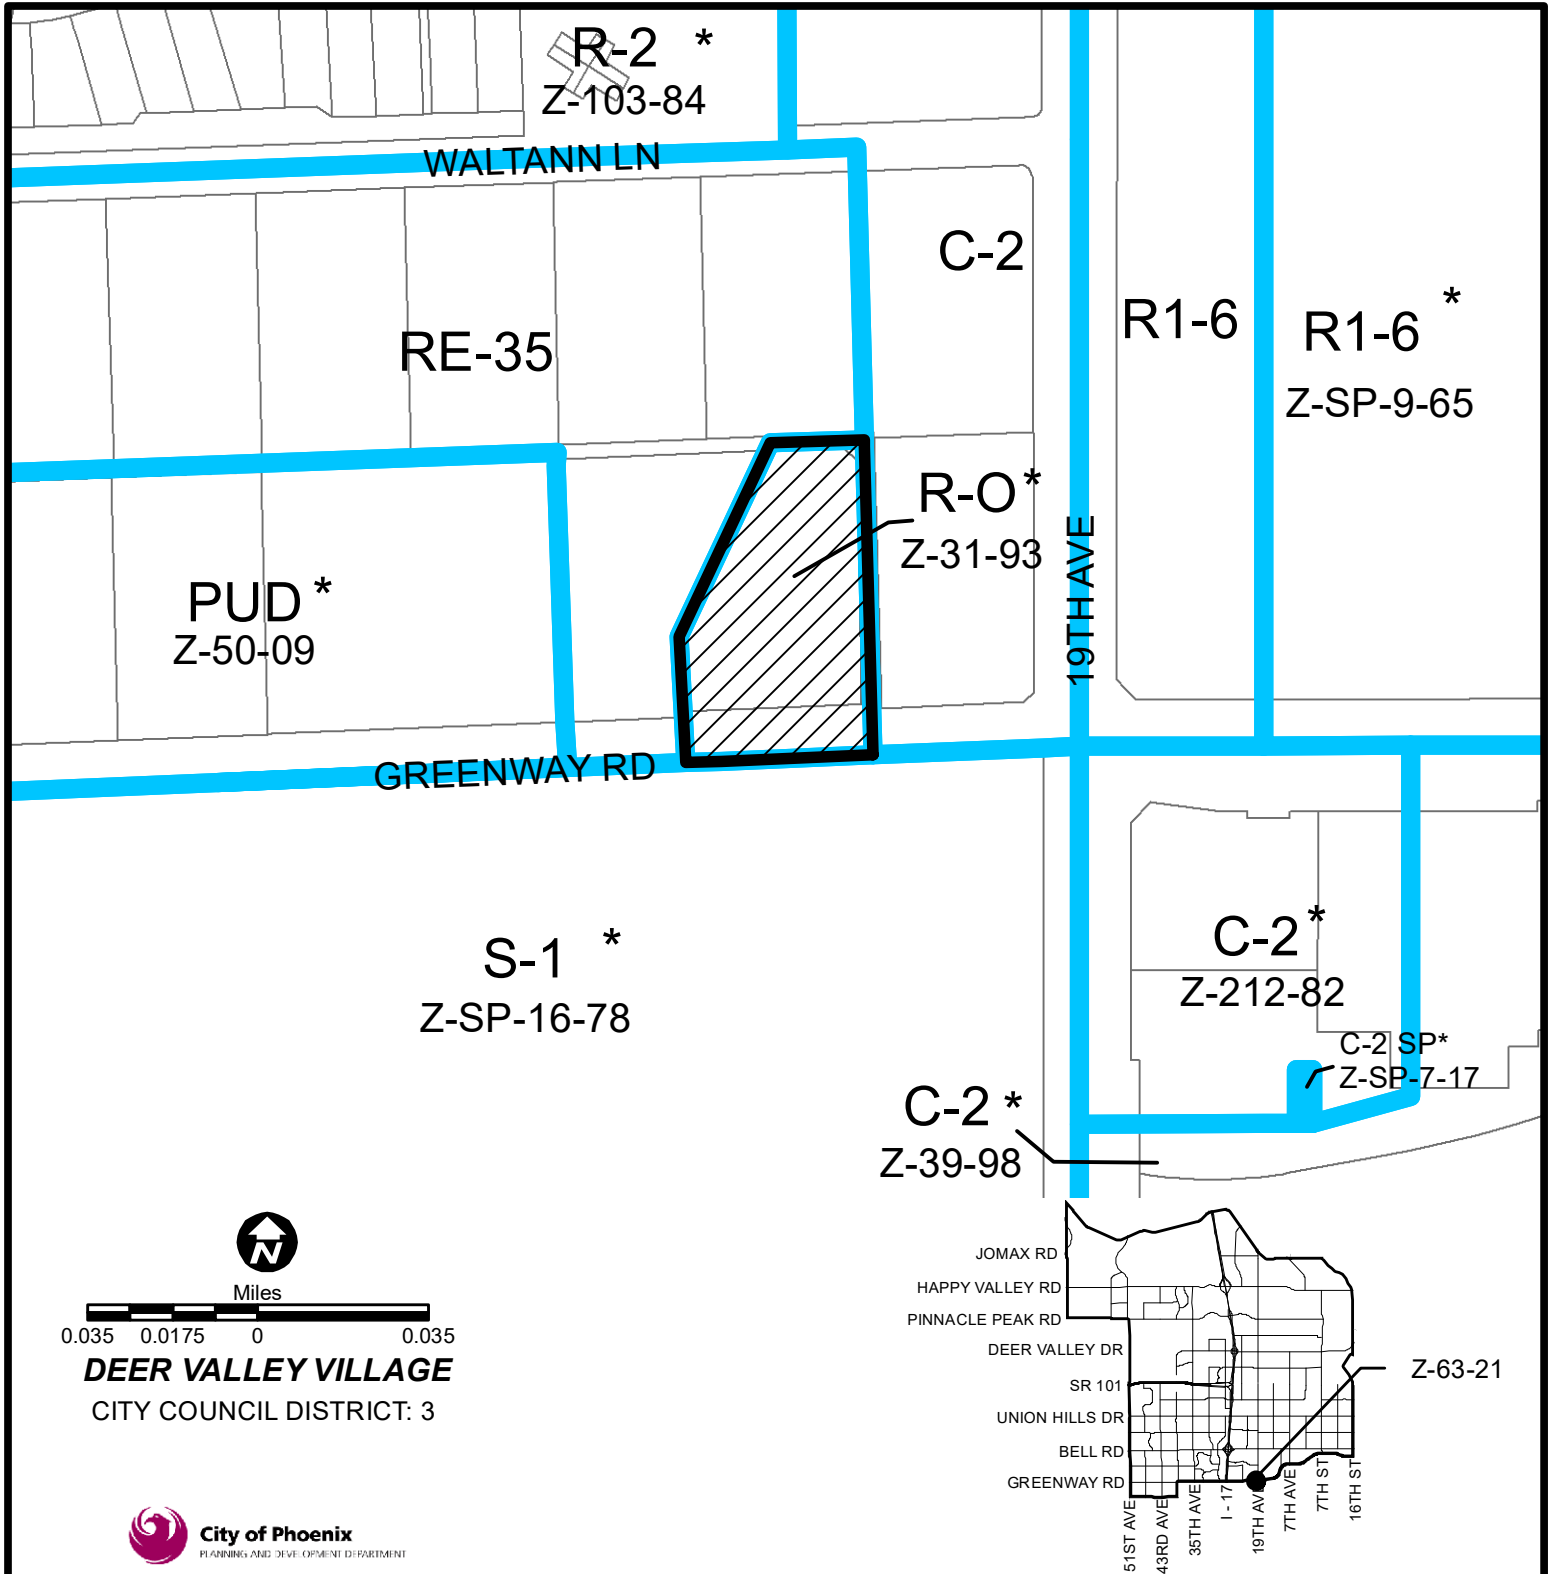 R-2 *
Z-103-84
WALTANN LN
C-2
RE-35
R1-6
R1-6 *
Z-SP-9-65
R-O *
Z-31-93
19TH AVE
PUD *
Z-50-09
GREENWAY RD
S-1 *
Z-SP-16-78
C-2 *
Z-212-82
C-2 SP*
Z-SP-7-17
C-2 *
Z-39-98
N
Miles
0.035 0.0175 0 0.035
DEER VALLEY VILLAGE
CITY COUNCIL DISTRICT: 3
JOMAX RD
HAPPY VALLEY RD
PINNACLE PEAK RD
DEER VALLEY DR
SR 101
UNION HILLS DR
BELL RD
GREENWAY RD
Z-63-21
51ST AVE
43RD AVE
35TH AVE
I - 17
19TH AVE
7TH AVE
7TH ST
16TH ST
City of Phoenix
PLANNING AND DEVELOPMENT DEPARTMENT